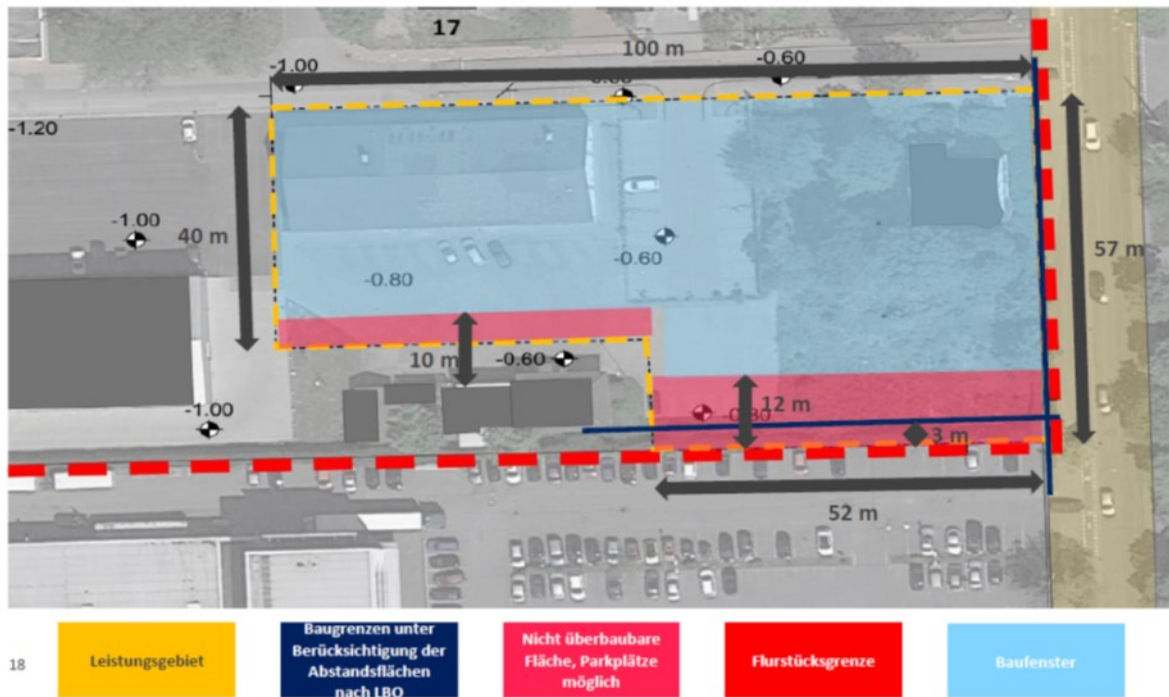 17
100 m
-1.00
-0.60
-1.20
-1.00
40 m
-0.60
57 m
-0.80
10 m
-0.60
12 m
-1.00
3 m
52 m
18
Leistungsgebiet
Baugrenzen unter
Berücksichtigung der
Abstandsflächen
nach LBO
Nicht überbaubare
Fläche, Parkplätze
möglich
Flurstücksgrenze
Baufenster